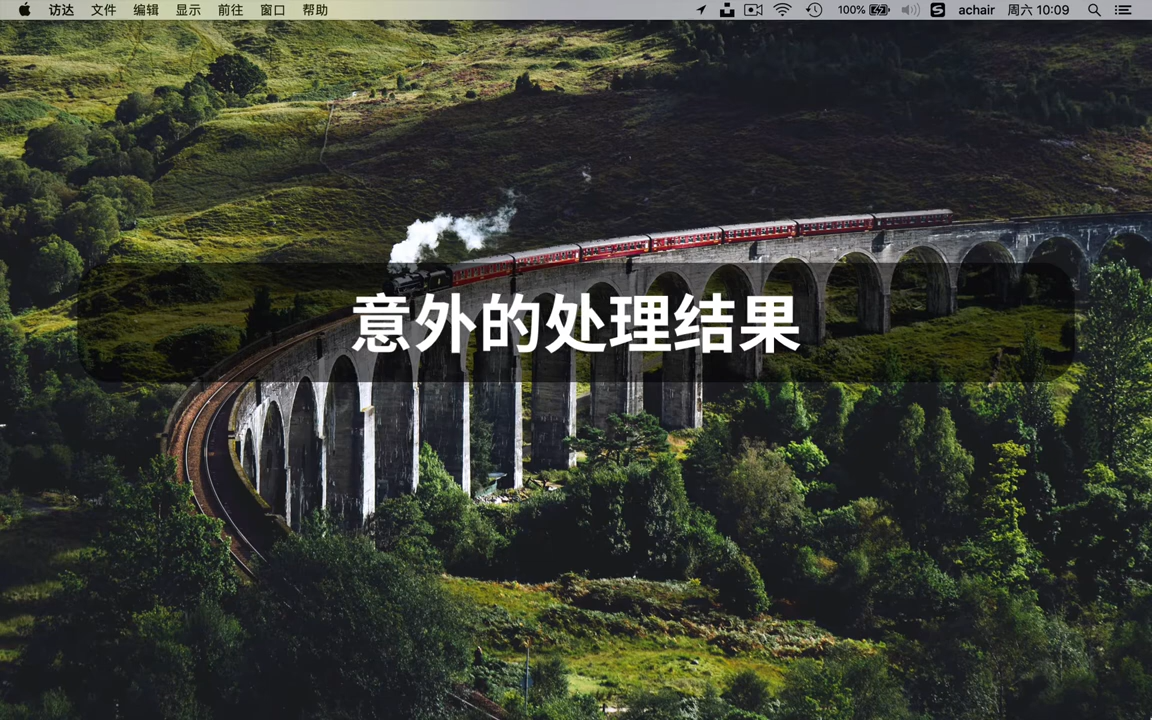 访达 文件 编辑 显示 前往 窗口 帮助 100% achair 周六 10:09
意外的处理结果